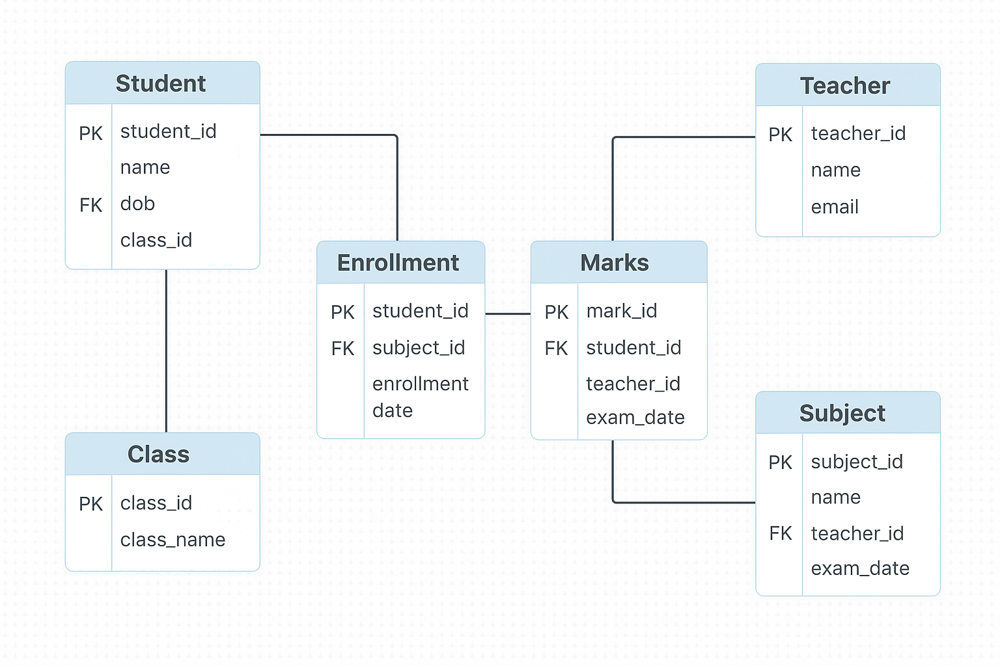 Student
PK student_id
name
FK dob
class_id
Teacher
PK teacher_id
name
email
Enrollment
PK student_id
FK subject_id
enrollment
date
Marks
PK mark_id
FK student_id
teacher_id
exam_date
Class
PK class_id
class_name
Subject
PK subject_id
name
FK teacher_id
exam_date